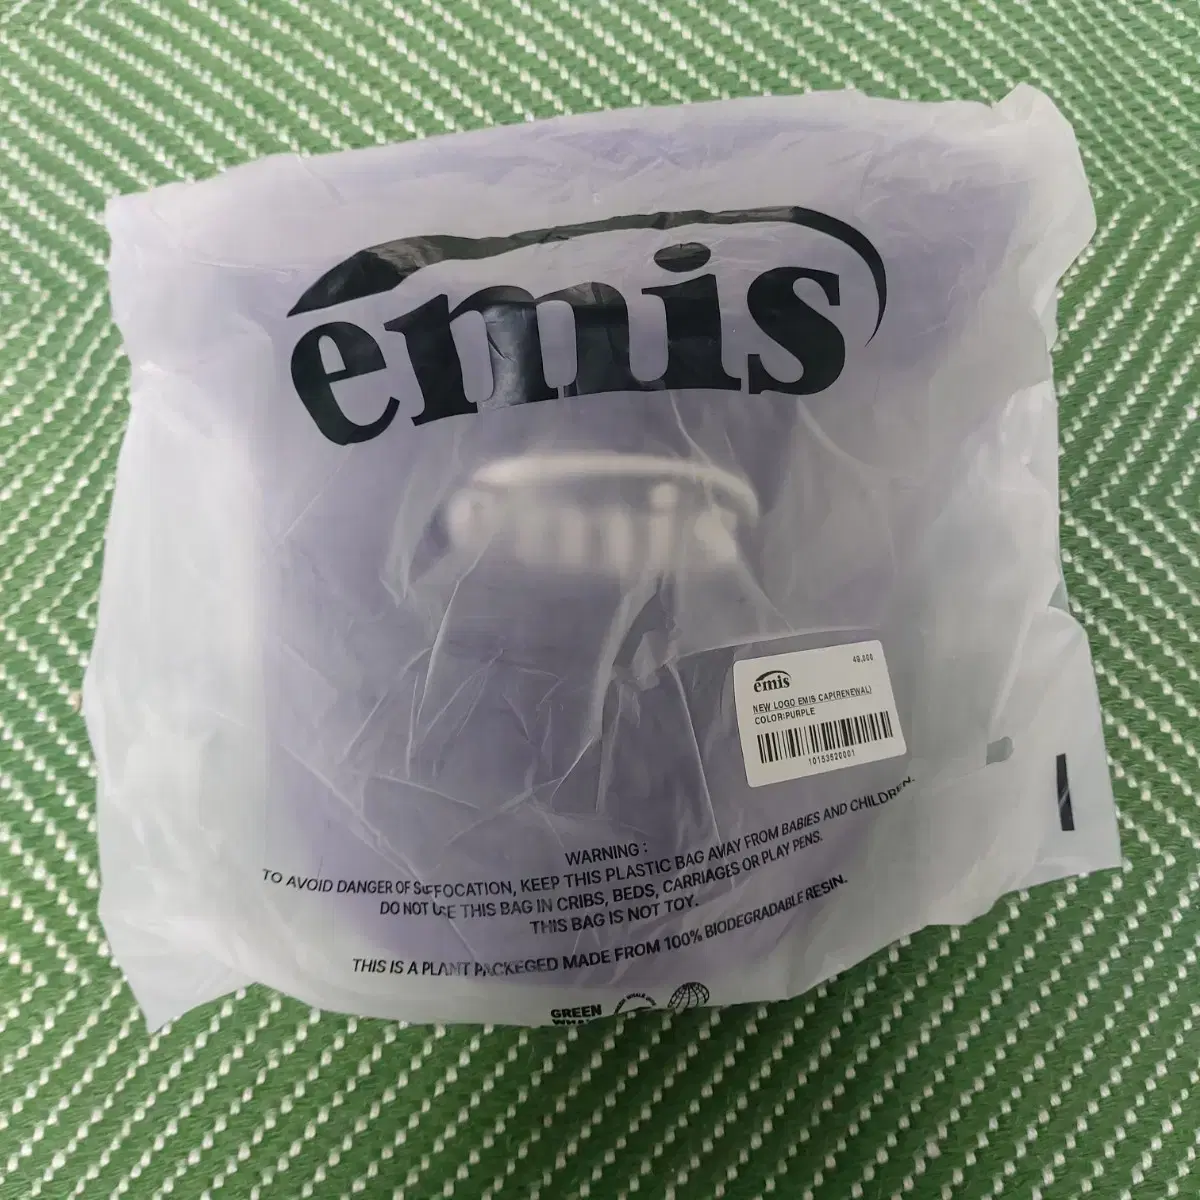 emis
emis
emis
49,000
NEW LOGO EMIS CAP(RENEWAL)
COLOR:PURPLE
10153520001
WARNING :
TO AVOID DANGER OF SUFFOCATION, KEEP THIS PLASTIC BAG AWAY FROM BABIES AND CHILDREN.
DO NOT USE THIS BAG IN CRIBS, BEDS, CARRIAGES OR PLAY PENS.
THIS BAG IS NOT TOY.
THIS IS A PLANT PACKEGED MADE FROM 100% BIODEGRADABLE RESIN.
GREEN